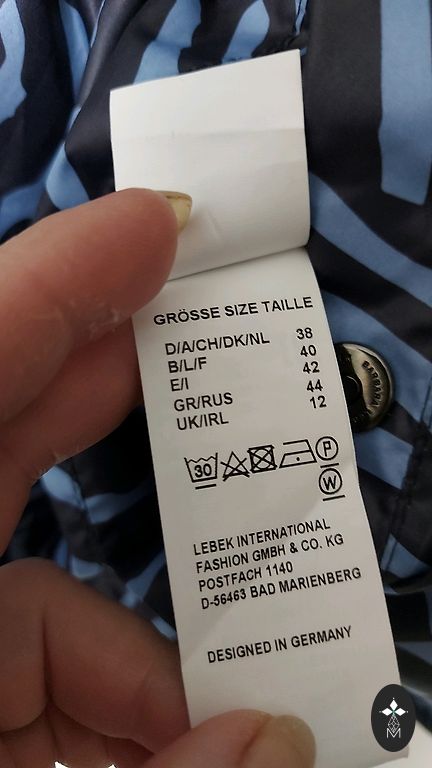 GRÖSSE SIZE TAILLE
D/A/CH/DK/NL 38
B/L/F 40
E/I 42
GR/RUS 44
UK/IRL 12
30 P
W
LEBEK INTERNATIONAL
FASHION GMBH & CO. KG
POSTFACH 1140
D-56463 BAD MARIENBERG
DESIGNED IN GERMANY
BARBARA
M